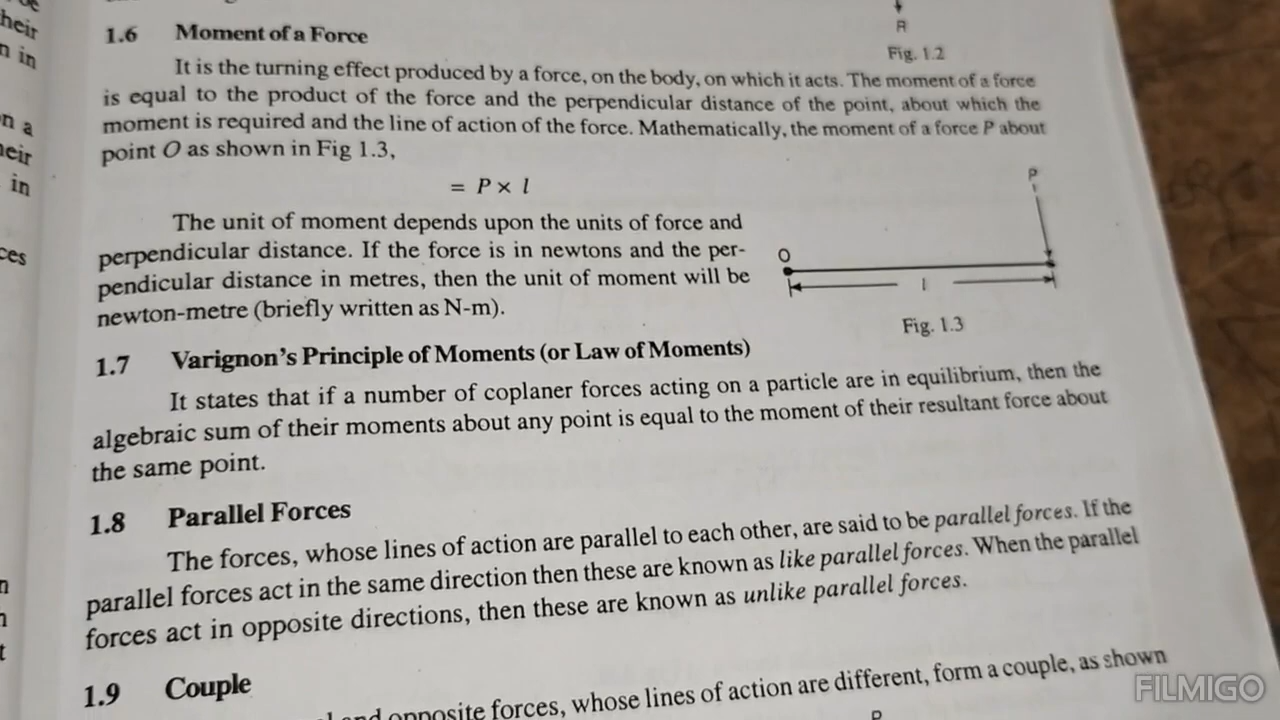 heir
n in
n a
heir
in
ces
n
t
R
Fig. 1.2
1.6 Moment of a Force
It is the turning effect produced by a force, on the body, on which it acts. The moment of a force
is equal to the product of the force and the perpendicular distance of the point, about which the
moment is required and the line of action of the force. Mathematically, the moment of a force P about
point O as shown in Fig 1.3,
= P × l
The unit of moment depends upon the units of force and
perpendicular distance. If the force is in newtons and the per-
pendicular distance in metres, then the unit of moment will be
newton-metre (briefly written as N-m).
P
O
l
Fig. 1.3
1.7 Varignon's Principle of Moments (or Law of Moments)
It states that if a number of coplaner forces acting on a particle are in equilibrium, then the
algebraic sum of their moments about any point is equal to the moment of their resultant force about
the same point.
1.8 Parallel Forces
The forces, whose lines of action are parallel to each other, are said to be parallel forces. If the
parallel forces act in the same direction then these are known as like parallel forces. When the parallel
forces act in opposite directions, then these are known as unlike parallel forces.
1.9 Couple
and opposite forces, whose lines of action are different, form a couple, as shown
P
FILMIGO